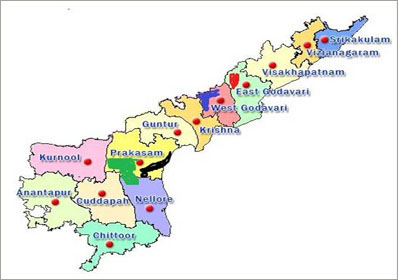 Srikakulam
Vizianagaram
Visakhapatnam
East Godavari
West Godavari
Krishna
Guntur
Prakasam
Kurnool
Anantapur
Cuddapah
Nellore
Chittoor